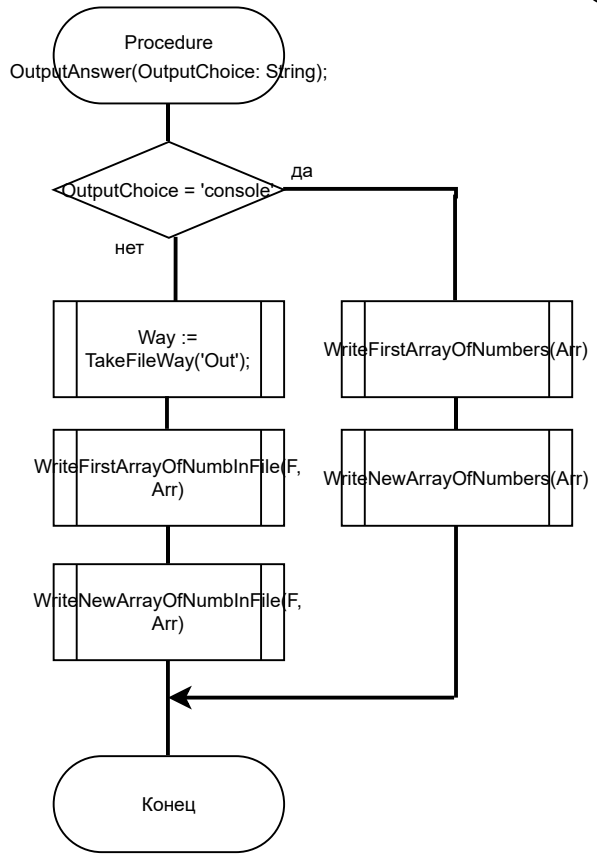 Procedure
OutputAnswer(OutputChoice: String);
OutputChoice = 'console'
да
нет
Way :=
TakeFileWay('Out');
WriteFirstArrayOfNumbers(Arr)
WriteFirstArrayOfNumbInFile(F,
Arr)
WriteNewArrayOfNumbers(Arr)
WriteNewArrayOfNumbInFile(F,
Arr)
Конец